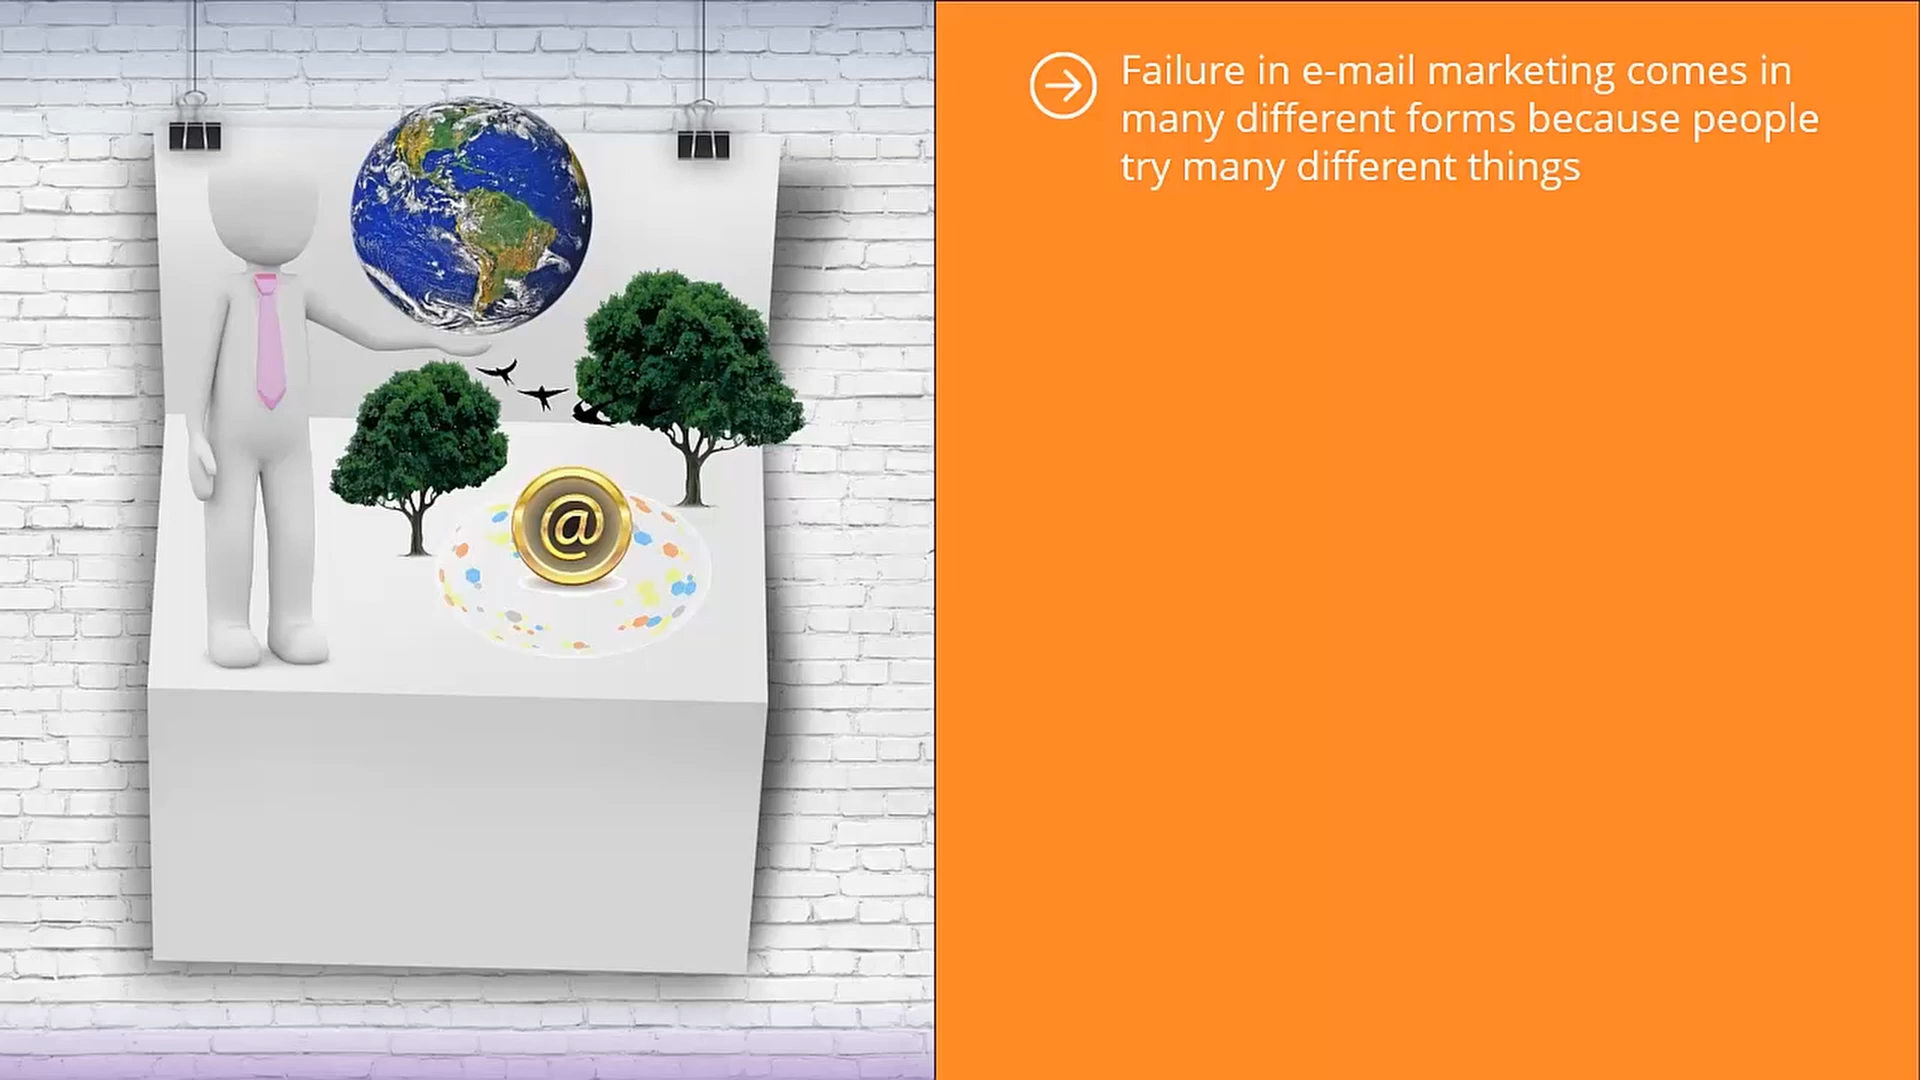 Failure in e-mail marketing comes in
many different forms because people
try many different things
@